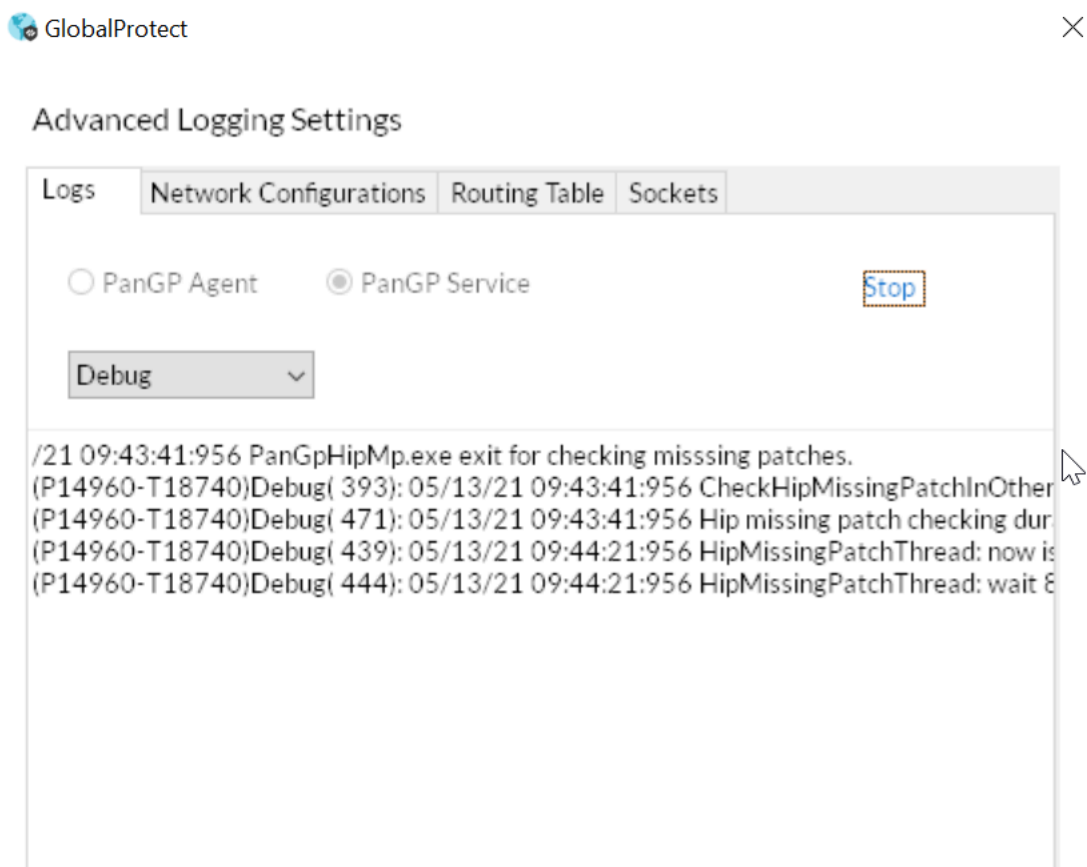 GlobalProtect
Advanced Logging Settings
Logs Network Configurations Routing Table Sockets
PanGP Agent PanGP Service Stop
Debug
/21 09:43:41:956 PanGpHipMp.exe exit for checking misssing patches.
(P14960-T18740)Debug( 393): 05/13/21 09:43:41:956 CheckHipMissingPatchInOther
(P14960-T18740)Debug( 471): 05/13/21 09:43:41:956 Hip missing patch checking dur
(P14960-T18740)Debug( 439): 05/13/21 09:44:21:956 HipMissingPatchThread: now is
(P14960-T18740)Debug( 444): 05/13/21 09:44:21:956 HipMissingPatchThread: wait 8